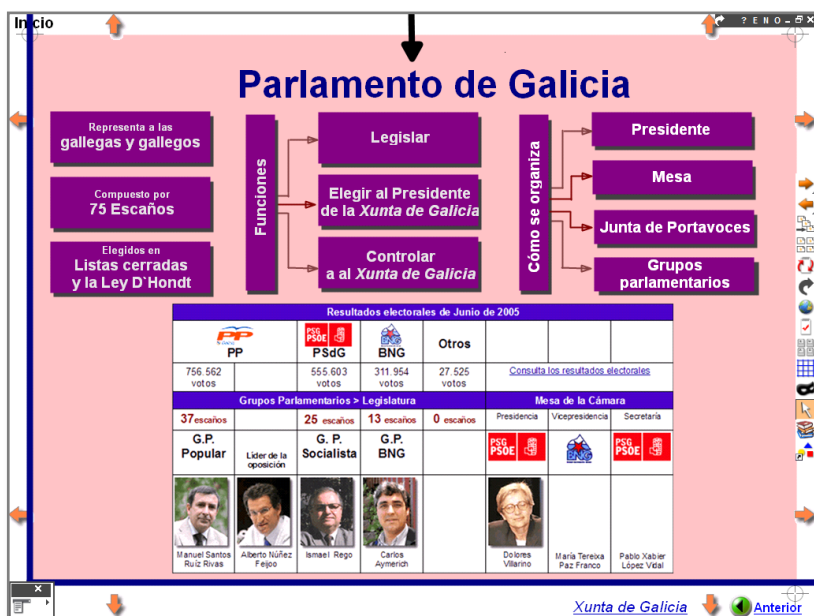 Inicio
? E N O
Parlamento de Galicia
Representa a las
gallegas y gallegos
Compuesto por
75 Escaños
Elegidos en
Listas cerradas
y la Ley D`Hondt
Funciones
Legislar
Elegir al Presidente
de la Xunta de Galicia
Controlar
a al Xunta de Galicia
Cómo se organiza
Presidente
Mesa
Junta de Portavoces
Grupos
parlamentarios
Resultados electorales de Junio de 2005
PP
PP
PSG
PSOE
PSdG
BNG
BNG
Otros
756.562
votos
555.603
votos
311.954
votos
27.525
votos
Consulta los resultados electorales
Grupos Parlamentarios > Legislatura
Mesa de la Cámara
37escaños
25 escaños
13 escaños
0 escaños
Presidencia
Vicepresidencia
Secretaría
G.P.
Popular
Lider de la
oposición
G. P.
Socialista
G.P.
BNG
PSG
PSOE
BNG
PSG
PSOE
Manuel Santos
Ruíz Rivas
Alberto Núñez
Feijoo
Ismael Rego
Carlos
Aymerich
Dolores
Villarino
María Tereixa
Paz Franco
Pablo Xabier
López Vidal
Xunta de Galicia
Anterior